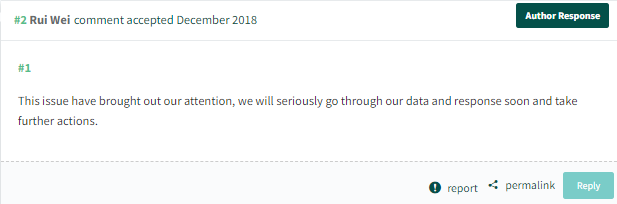 #2 Rui Wei comment accepted December 2018
Author Response
#1
This issue have brought out our attention, we will seriously go through our data and response soon and take
further actions.
report permalink Reply